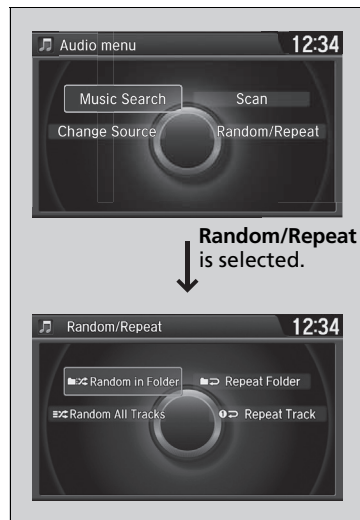 Audio menu 12:34
Music Search Scan
Change Source Random/Repeat
Random/Repeat
is selected.
Random/Repeat 12:34
Random in Folder Repeat Folder
Random All Tracks Repeat Track